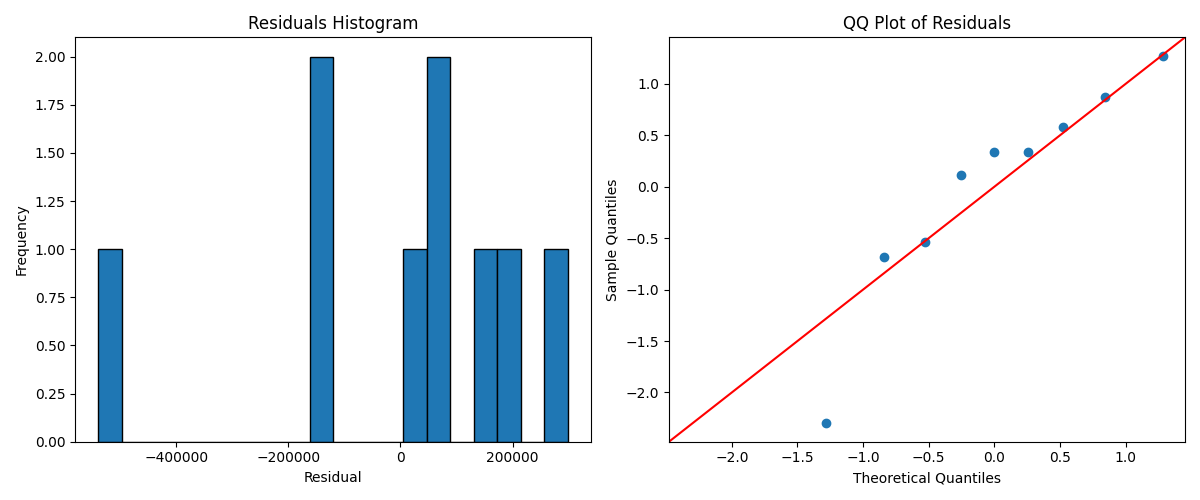 Residuals Histogram
2.00
1.75
1.50
1.25
1.00
0.75
0.50
0.25
0.00
Frequency
−400000 −200000 0 200000
Residual
QQ Plot of Residuals
1.0
0.5
0.0
−0.5
−1.0
−1.5
−2.0
Sample Quantiles
−2.0 −1.5 −1.0 −0.5 0.0 0.5 1.0
Theoretical Quantiles